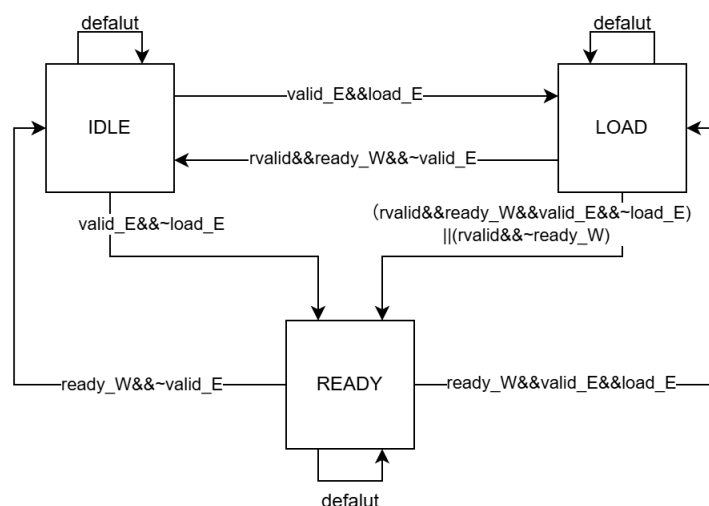 defalut
defalut
valid_E&&load_E
IDLE
LOAD
rvalid&&ready_W&&~valid_E
valid_E&&~load_E
（rvalid&&ready_W&&valid_E&&~load_E)
||(rvalid&&~ready_W)
ready_W&&~valid_E
READY
ready_W&&valid_E&&load_E
defalut